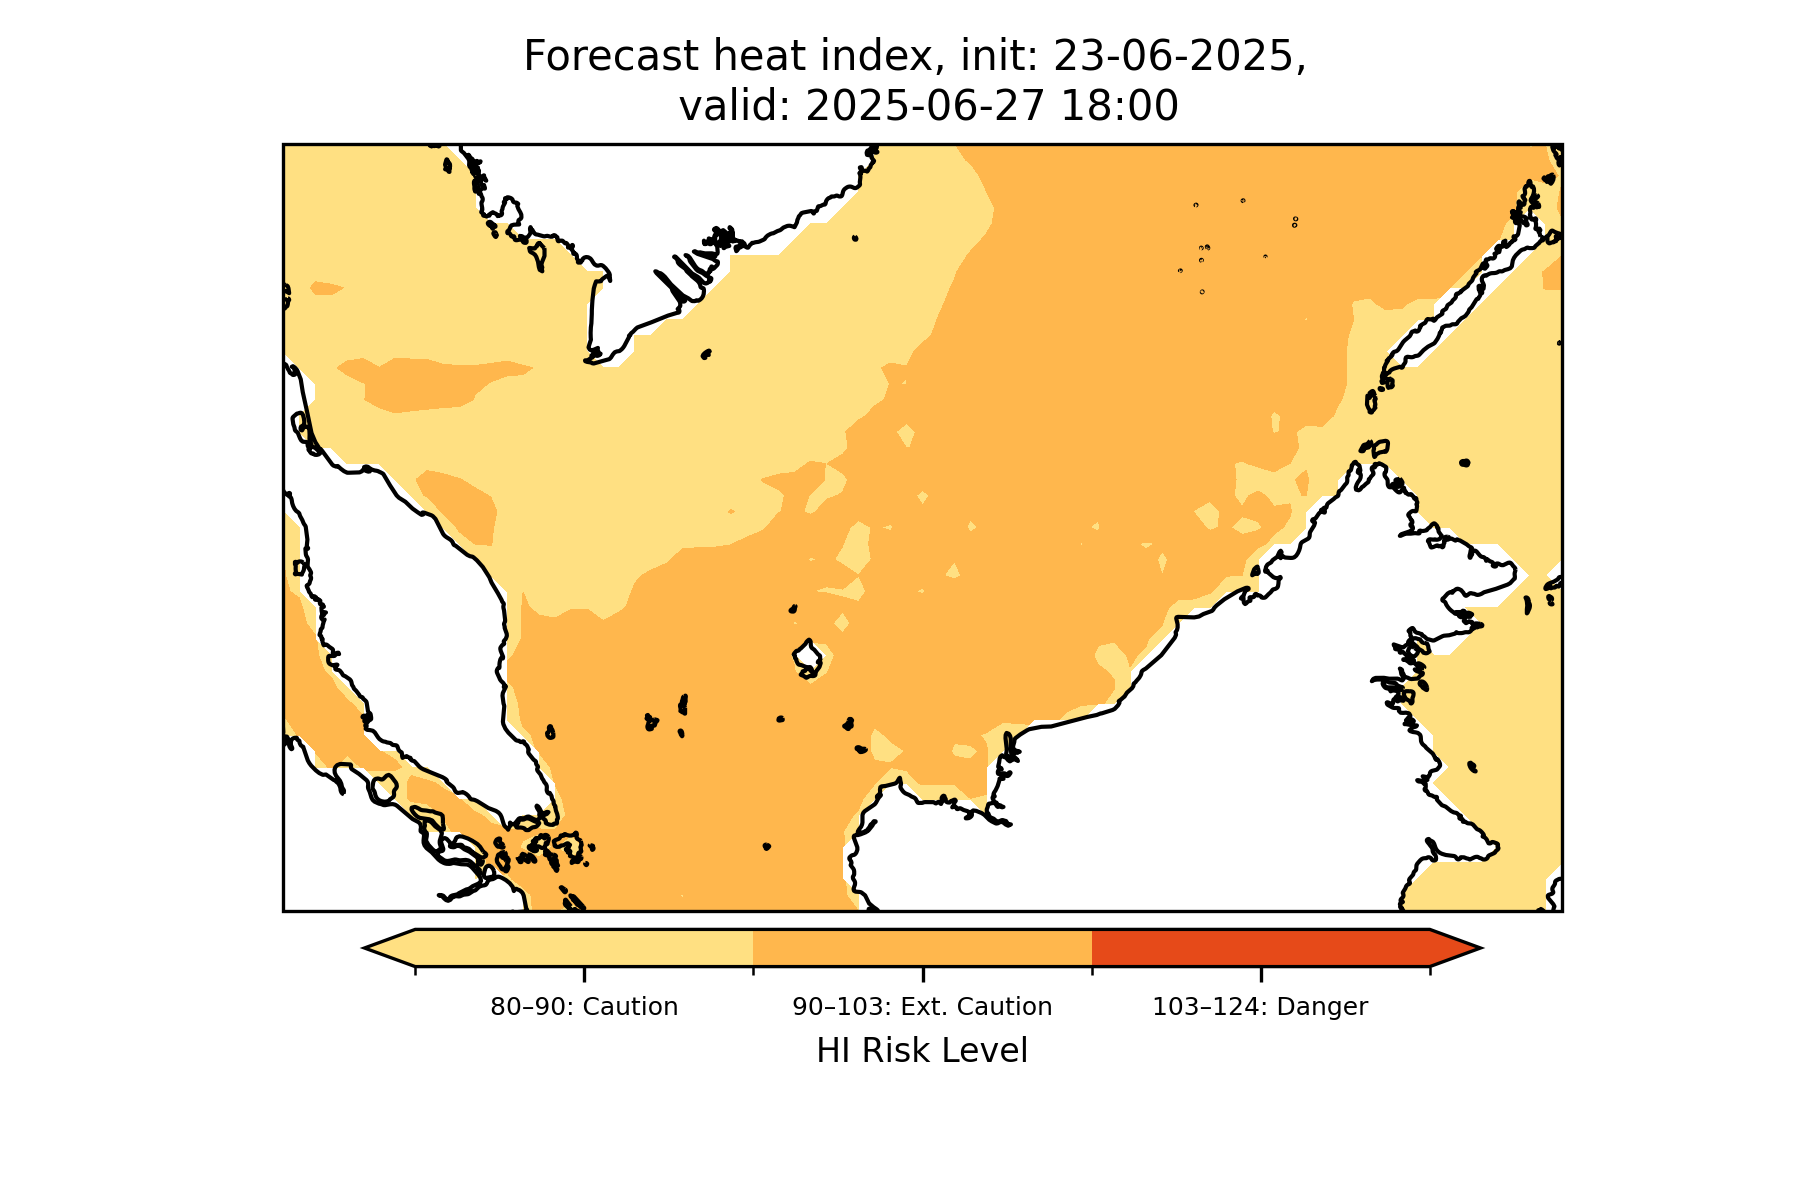 Forecast heat index, init: 23-06-2025,
valid: 2025-06-27 18:00
80–90: Caution
90–103: Ext. Caution
103–124: Danger
HI Risk Level